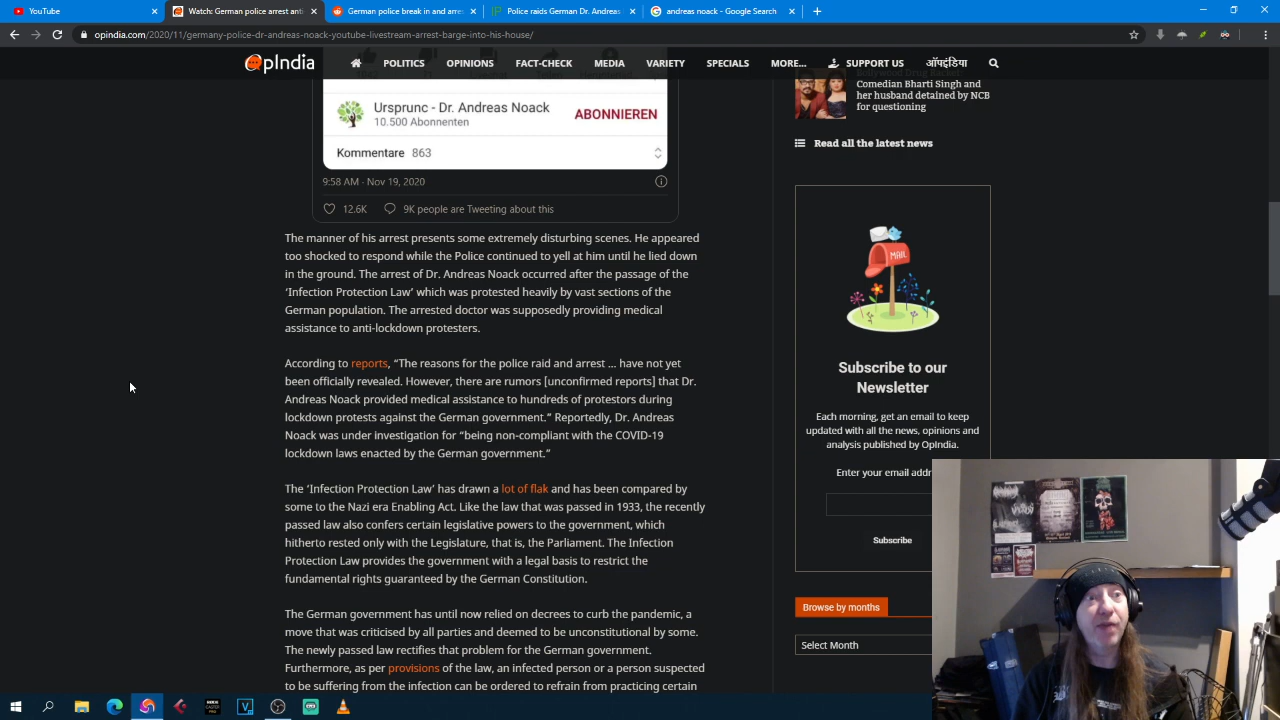 YouTube
Watch: German police arrest anti
German police break in and arre
Police raids German Dr. Andreas
andreas noack - Google Search
opindia.com/2020/11/germany-police-dr-andreas-noack-youtube-livestream-arrest-barge-into-his-house/
OpIndia
POLITICS
OPINIONS
FACT-CHECK
MEDIA
VARIETY
SPECIALS
MORE...
SUPPORT US
ऑपइंडिया
Ursprunc - Dr. Andreas Noack
10.500 Abonnenten
ABONNIEREN
Kommentare 863
9:58 AM · Nov 19, 2020
12.6K
9K people are Tweeting about this
The manner of his arrest presents some extremely disturbing scenes. He appeared
too shocked to respond while the Police continued to yell at him until he lied down
in the ground. The arrest of Dr. Andreas Noack occurred after the passage of the
‘Infection Protection Law’ which was protested heavily by vast sections of the
German population. The arrested doctor was supposedly providing medical
assistance to anti-lockdown protesters.
According to reports, “The reasons for the police raid and arrest ... have not yet
been officially revealed. However, there are rumors [unconfirmed reports] that Dr.
Andreas Noack provided medical assistance to hundreds of protestors during
lockdown protests against the German government.” Reportedly, Dr. Andreas
Noack was under investigation for “being non-compliant with the COVID-19
lockdown laws enacted by the German government.”
The ‘Infection Protection Law’ has drawn a lot of flak and has been compared by
some to the Nazi era Enabling Act. Like the law that was passed in 1933, the recently
passed law also confers certain legislative powers to the government, which
hitherto rested only with the Legislature, that is, the Parliament. The Infection
Protection Law provides the government with a legal basis to restrict the
fundamental rights guaranteed by the German Constitution.
The German government has until now relied on decrees to curb the pandemic, a
move that was criticised by all parties and deemed to be unconstitutional by some.
The newly passed law rectifies that problem for the German government.
Furthermore, as per provisions of the law, an infected person or a person suspected
to be suffering from the infection can be ordered to refrain from practicing certain
Comedian Bharti Singh and
her husband detained by NCB
for questioning
Read all the latest news
MAIL
Subscribe to our
Newsletter
Each morning, get an email to keep
updated with all the news, opinions and
analysis published by OpIndia.
Enter your email addr
Subscribe
Browse by months
Select Month